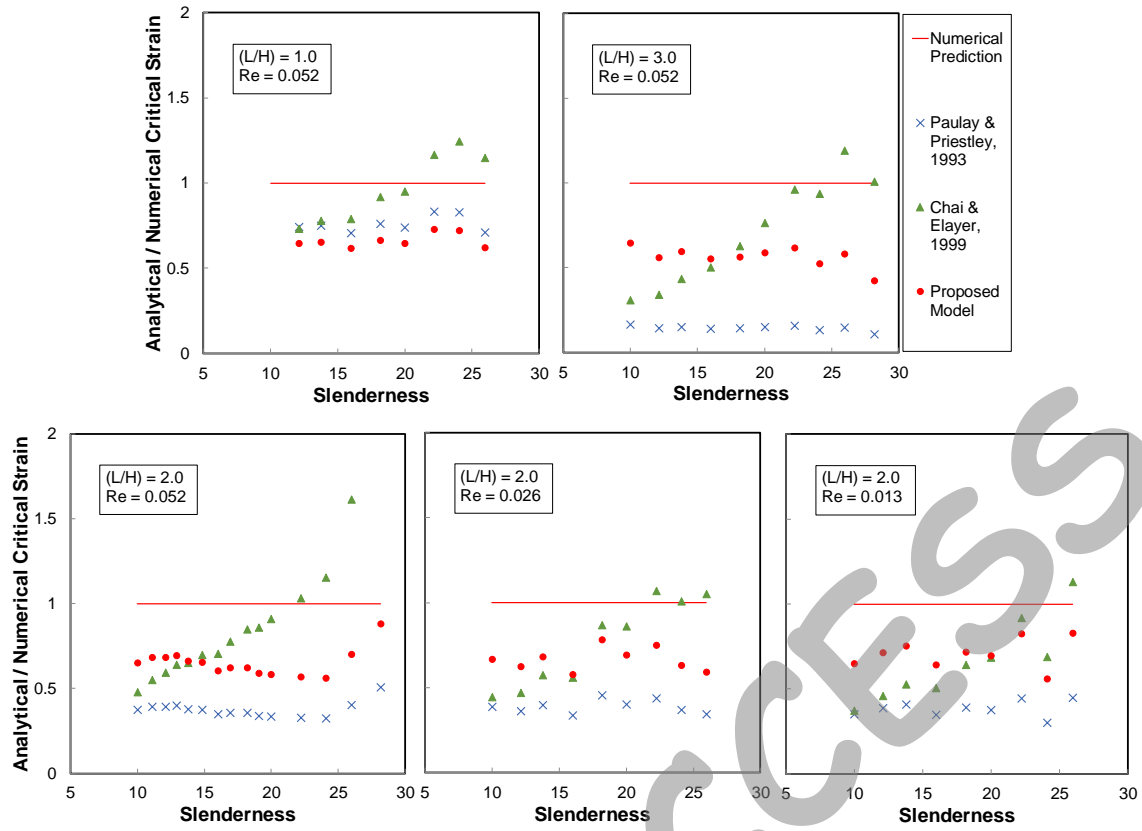 Analytical / Numerical Critical Strain
2
1.5
1
0.5
0
(L/H) = 1.0
Re = 0.052
5
10
15
20
25
30
Slenderness
(L/H) = 3.0
Re = 0.052
5
10
15
20
25
30
Slenderness
Numerical
Prediction
Paulay &
Priestley,
1993
Chai &
Elayer,
1999
Proposed
Model
Analytical / Numerical Critical Strain
2
1.5
1
0.5
0
(L/H) = 2.0
Re = 0.052
5
10
15
20
25
30
Slenderness
(L/H) = 2.0
Re = 0.026
5
10
15
20
25
30
Slenderness
(L/H) = 2.0
Re = 0.013
5
10
15
20
25
30
Slenderness
CCESS